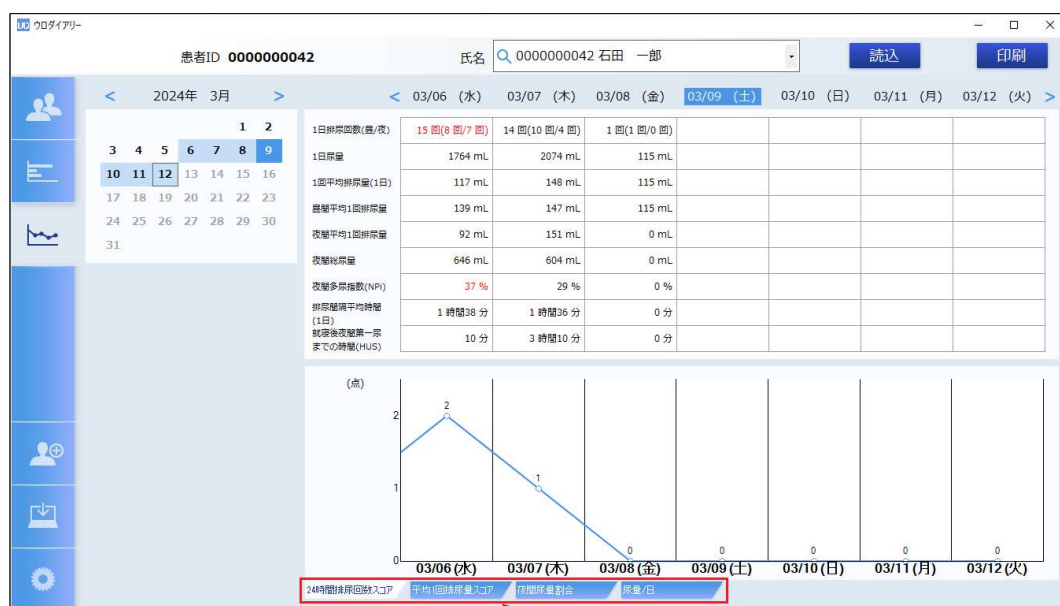 UD ウロダイアリー
患者ID 0000000042 氏名 0000000042 石田 一郎 読込 印刷
< 2024年 3月 >
1 2
3 4 5 6 7 8 9
10 11 12 13 14 15 16
17 18 19 20 21 22 23
24 25 26 27 28 29 30
31
< 03/06 (水) 03/07 (木) 03/08 (金) 03/09 (土) 03/10 (日) 03/11 (月) 03/12 (火) >
1日排尿回数(昼/夜) 15 回(8 回/7 回) 14 回(10 回/4 回) 1 回(1 回/0 回)
1日尿量 1764 mL 2074 mL 115 mL
1回平均排尿量(1日) 117 mL 148 mL 115 mL
昼間平均1回排尿量 139 mL 147 mL 115 mL
夜間平均1回排尿量 92 mL 151 mL 0 mL
夜間総尿量 646 mL 604 mL 0 mL
夜間多尿指数(NPi) 37 % 29 % 0 %
排尿間隔平均時間
(1日) 1 時間38 分 1 時間36 分 0 分
就寝後夜間第一尿
までの時間(HUS) 10 分 3 時間10 分 0 分
(点)
2
1
0
2
1
0
0
0
0
0
03/06 (水) 03/07 (木) 03/08 (金) 03/09 (土) 03/10 (日) 03/11 (月) 03/12 (火)
24時間排尿回数スコア 平均1回排尿量スコア 夜間尿量割合 尿量/日